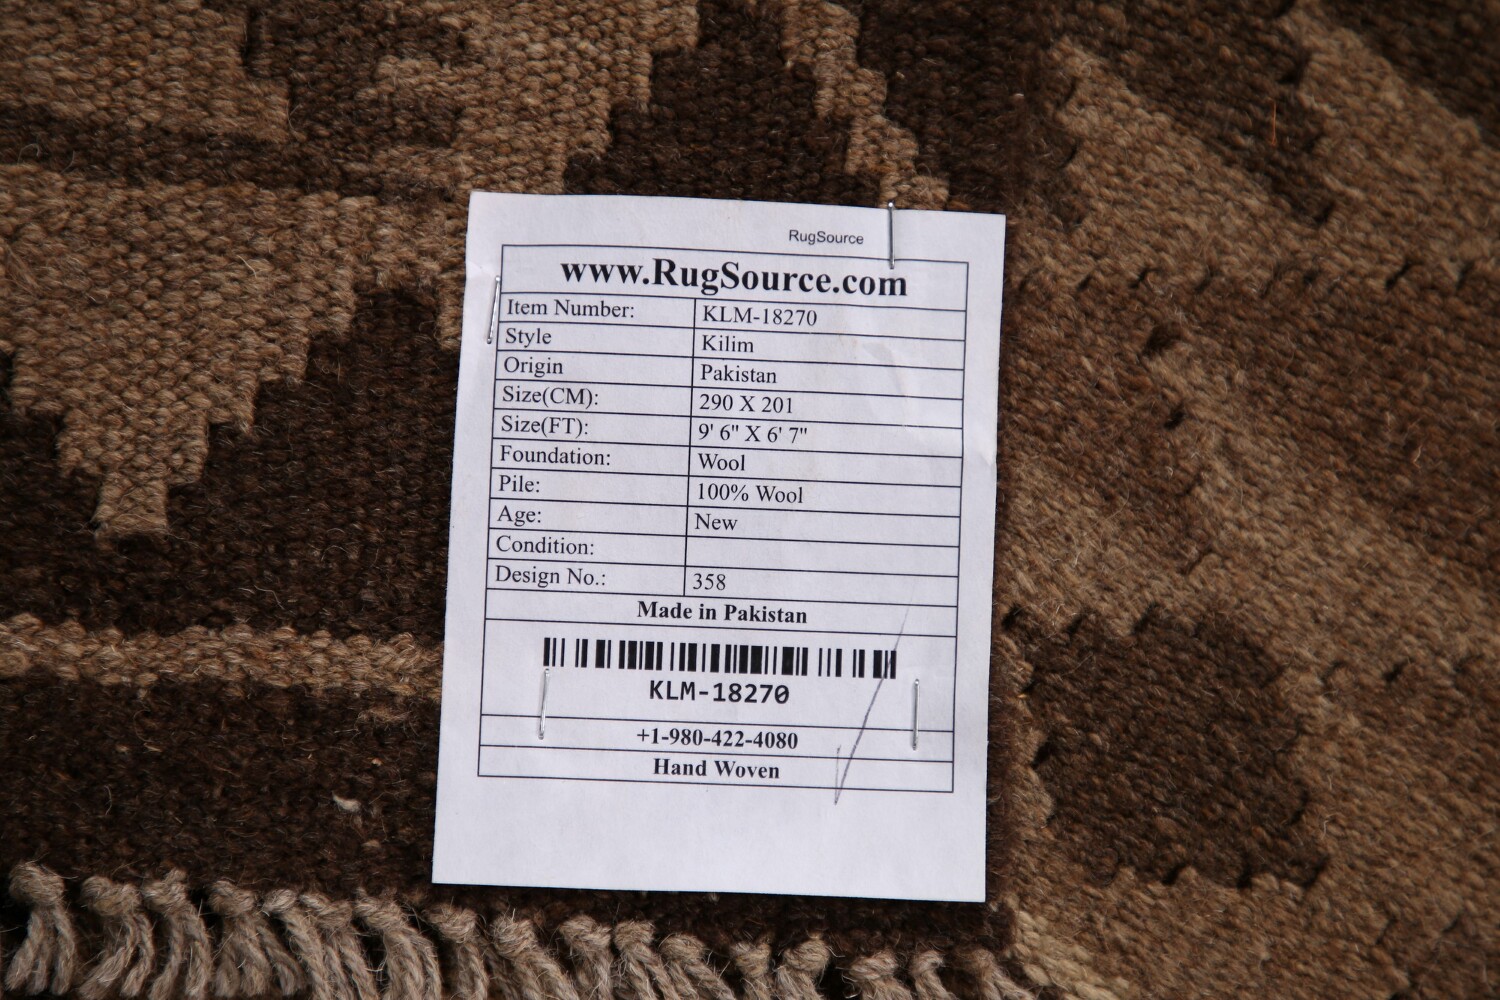 RugSource
www.RugSource.com
Item Number: KLM-18270
Style Kilim
Origin Pakistan
Size(CM): 290 X 201
Size(FT): 9' 6" X 6' 7"
Foundation: Wool
Pile: 100% Wool
Age: New
Condition:
Design No.: 358
Made in Pakistan
KLM-18270
+1-980-422-4080
Hand Woven